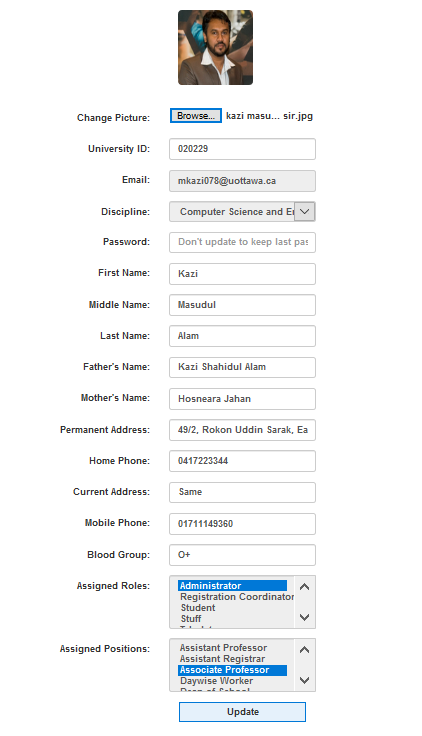 Change Picture: Browse... kazi masu... sir.jpg
University ID: 020229
Email: mkazi078@uottawa.ca
Discipline: Computer Science and En
Password: Don't update to keep last pas
First Name: Kazi
Middle Name: Masudul
Last Name: Alam
Father's Name: Kazi Shahidul Alam
Mother's Name: Hosneara Jahan
Permanent Address: 49/2, Rokon Uddin Sarak, Ea
Home Phone: 0417223344
Current Address: Same
Mobile Phone: 01711149360
Blood Group: O+
Assigned Roles: Administrator
Registration Coordinator
Student
Stuff
Assigned Positions: Assistant Professor
Assistant Registrar
Associate Professor
Daywise Worker
Dean of School
Update